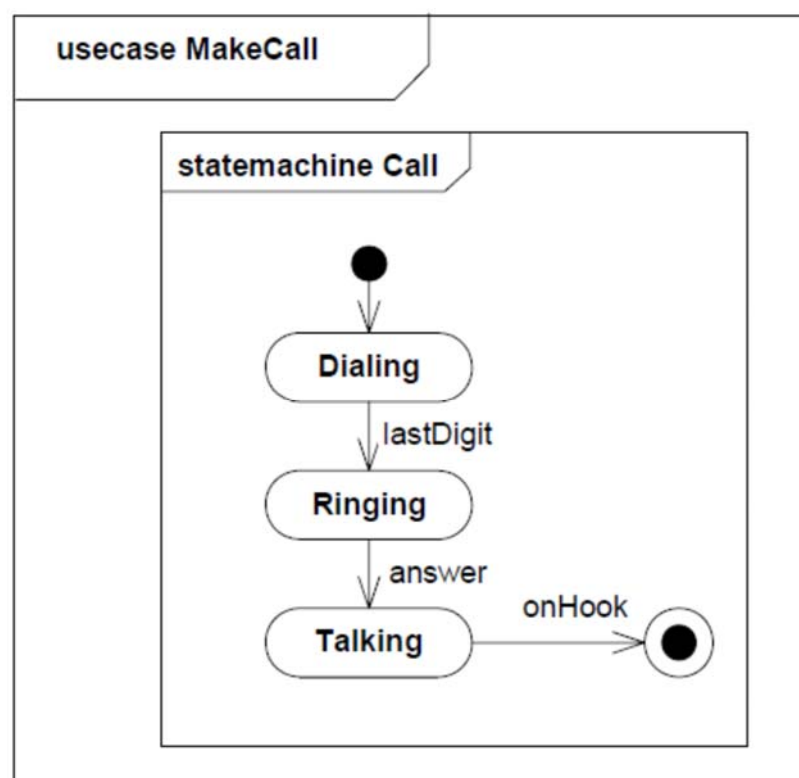 usecase MakeCall
statemachine Call
Dialing
lastDigit
Ringing
answer
onHook
Talking